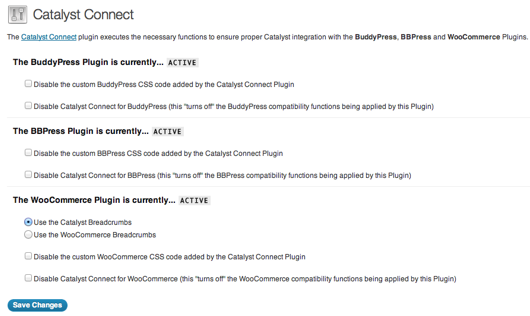 Catalyst Connect
The Catalyst Connect plugin executes the necessary functions to ensure proper Catalyst integration with the BuddyPress, BBPress and WooCommerce Plugins.
The BuddyPress Plugin is currently... ACTIVE
Disable the custom BuddyPress CSS code added by the Catalyst Connect Plugin
Disable Catalyst Connect for BuddyPress (this "turns off" the BuddyPress compatibility functions being applied by this Plugin)
The BBPress Plugin is currently... ACTIVE
Disable the custom BBPress CSS code added by the Catalyst Connect Plugin
Disable Catalyst Connect for BBPress (this "turns off" the BBPress compatibility functions being applied by this Plugin)
The WooCommerce Plugin is currently... ACTIVE
Use the Catalyst Breadcrumbs
Use the WooCommerce Breadcrumbs
Disable the custom WooCommerce CSS code added by the Catalyst Connect Plugin
Disable Catalyst Connect for WooCommerce (this "turns off" the WooCommerce compatibility functions being applied by this Plugin)
Save Changes